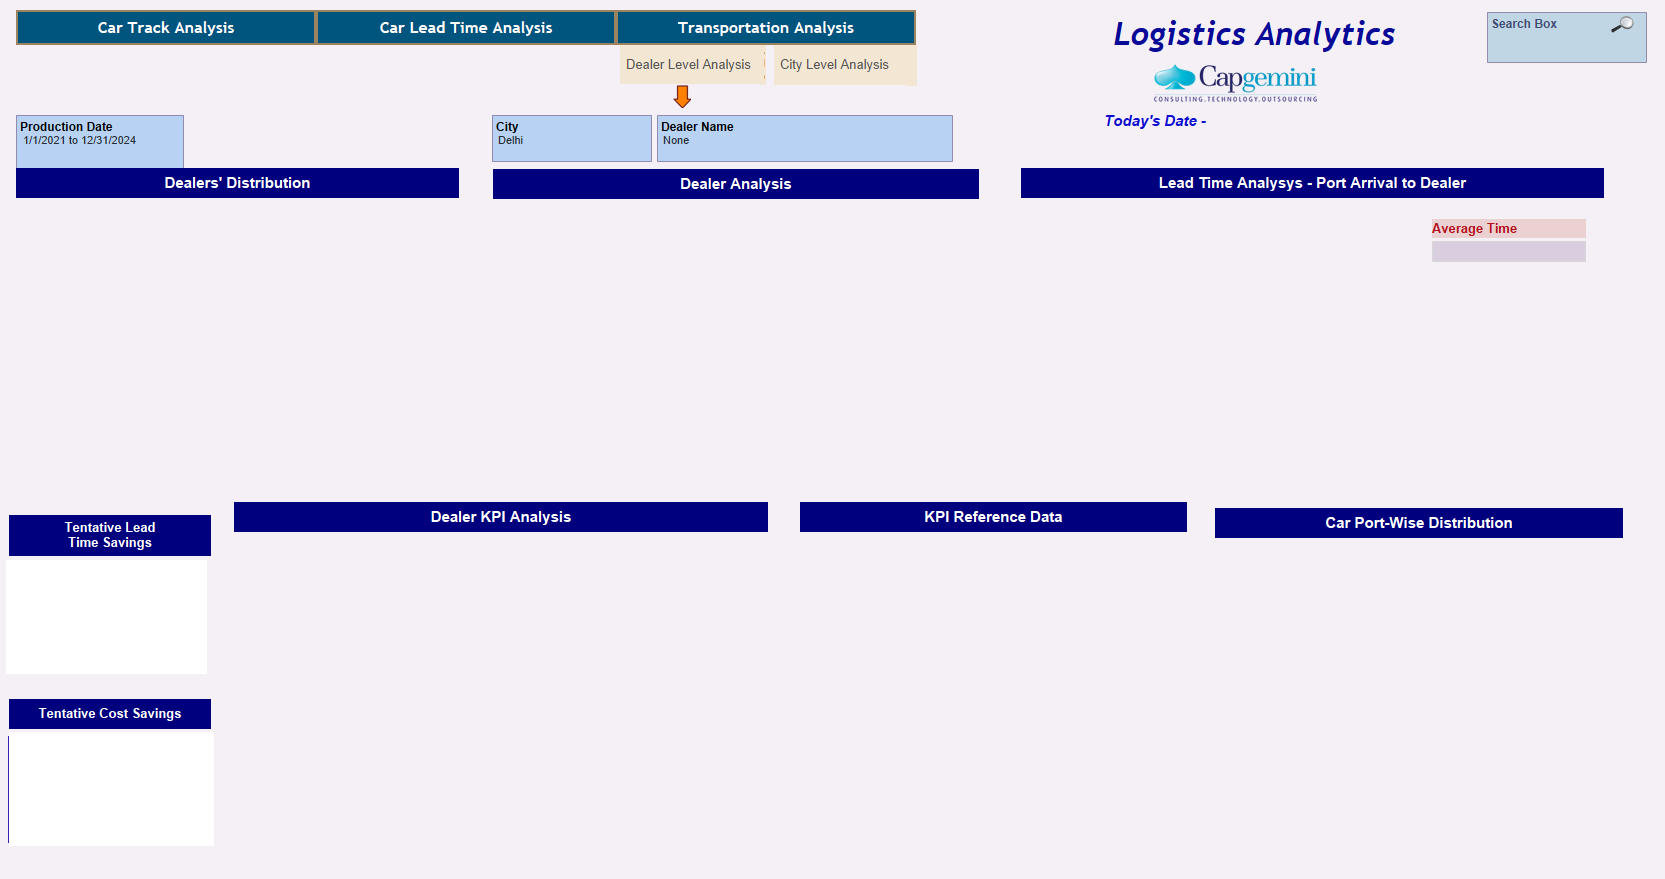 Car Track Analysis
Car Lead Time Analysis
Transportation Analysis
Dealer Level Analysis
City Level Analysis
Logistics Analytics
Capgemini
CONSULTING.TECHNOLOGY.OUTSOURCING
Today's Date -
Search Box
Production Date
1/1/2021 to 12/31/2024
City
Delhi
Dealer Name
None
Dealers' Distribution
Dealer Analysis
Lead Time Analysys - Port Arrival to Dealer
Average Time
Tentative Lead
Time Savings
Dealer KPI Analysis
KPI Reference Data
Car Port-Wise Distribution
Tentative Cost Savings